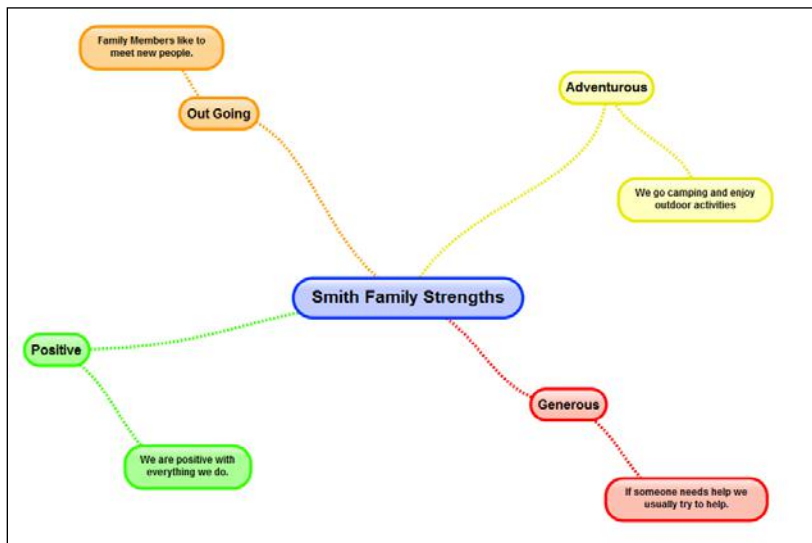 Family Members like to
meet new people.
Out Going
Adventurous
We go camping and enjoy
outdoor activities
Smith Family Strengths
Positive
We are positive with
everything we do.
Generous
If someone needs help we
usually try to help.